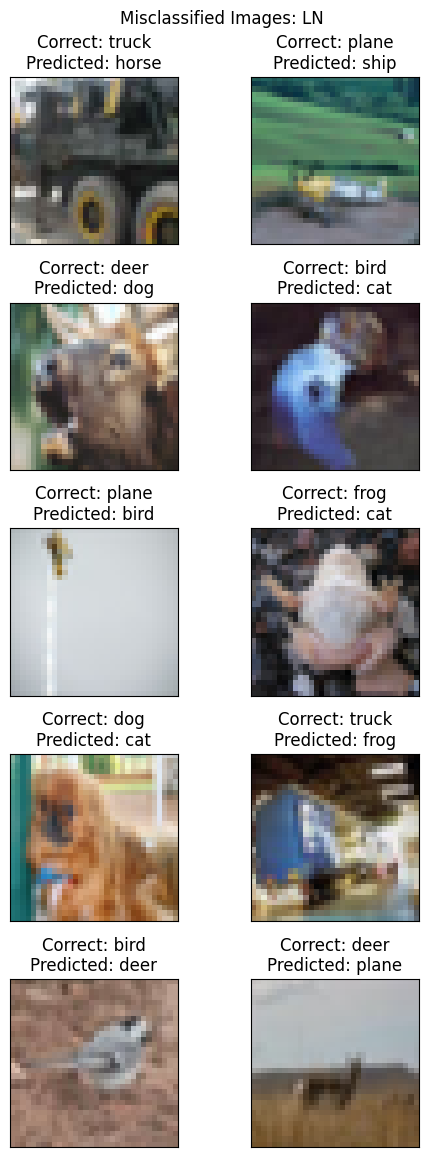 Misclassified Images: LN
Correct: truck
Predicted: horse
Correct: plane
Predicted: ship
Correct: deer
Predicted: dog
Correct: bird
Predicted: cat
Correct: plane
Predicted: bird
Correct: frog
Predicted: cat
Correct: dog
Predicted: cat
Correct: truck
Predicted: frog
Correct: bird
Predicted: deer
Correct: deer
Predicted: plane